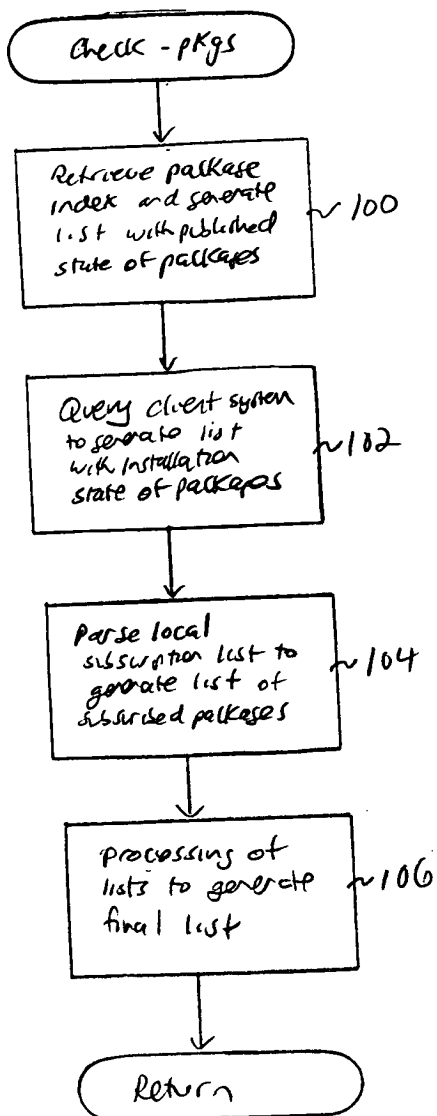 Check - pkgs
Retrieve package
index and generate
list with published
state of packages
~ 100
Query client system
to generate list
with installation
state of packages
~102
Parse local
subscription list to
generate list of
subscribed packages
~ 104
processing of
lists to generate
final list
~106
Return